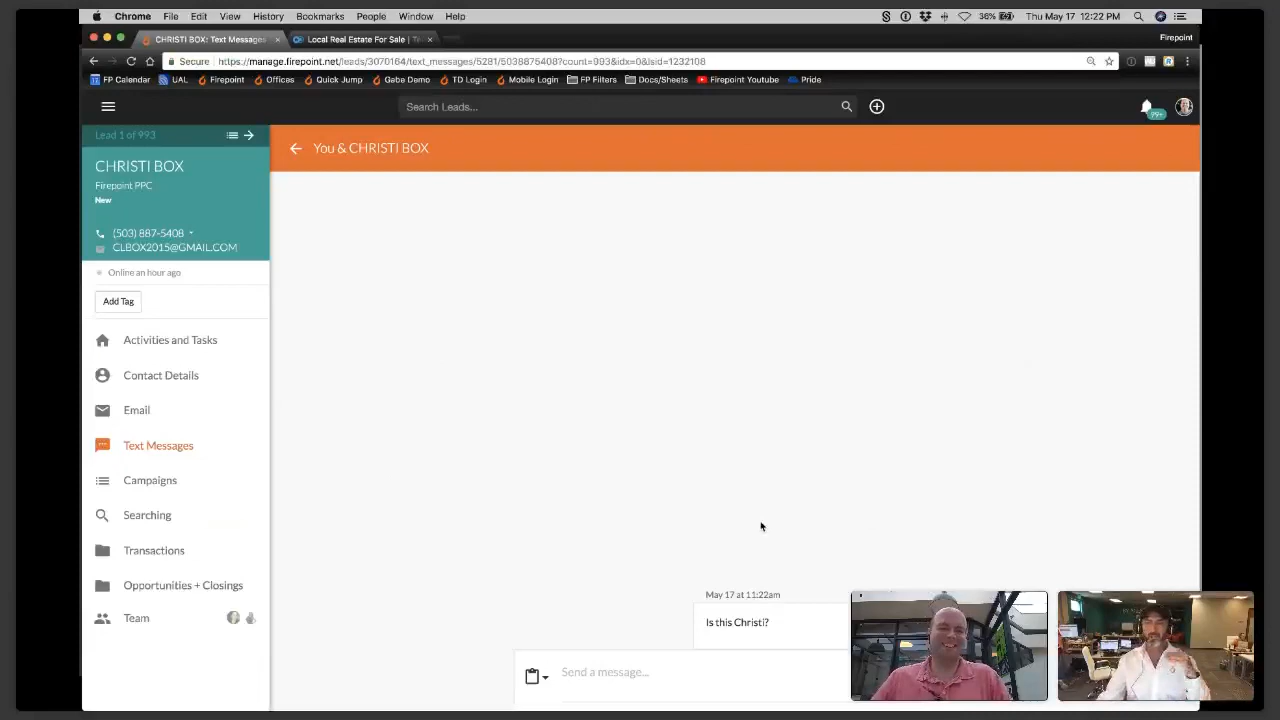 Chrome File Edit View History Bookmarks People Window Help 36% Thu May 17 12:22 PM
CHRISTI BOX: Text Messages Local Real Estate For Sale | Firepoint
Secure https://manage.firepoint.net/leads/3070164/text_messages/5281/5038875408?count=993&idx=0&lsid=1232108
FP Calendar UAL Firepoint Offices Quick Jump Gabe Demo TD Login Mobile Login FP Filters Docs/Sheets Firepoint Youtube Pride
Search Leads... 99+
Lead 1 of 993
You & CHRISTI BOX
CHRISTI BOX
Firepoint PPC
New
(503) 887-5408
CLBOX2015@GMAIL.COM
Online an hour ago
Add Tag
Activities and Tasks
Contact Details
Email
Text Messages
Campaigns
Searching
Transactions
Opportunities + Closings
Team
May 17 at 11:22am
Is this Christi?
Send a message...